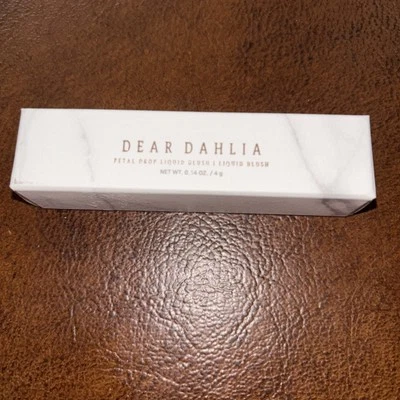 DEAR DAHLIA
PETAL DROP LIQUID BLUSH | LIQUID BLUSH
NET WT. 0.14 OZ. / 4 g